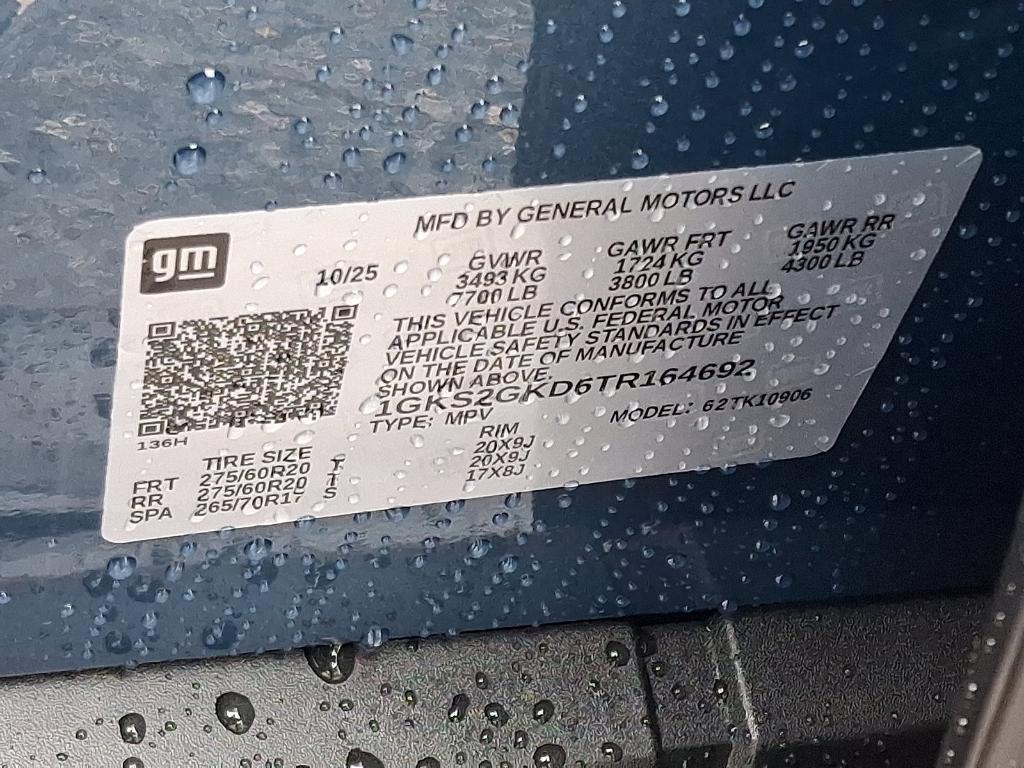 MFD BY GENERAL MOTORS LLC
gm
10/25
GVWR GAWR FRT GAWR RR
3493 KG 1724 KG 1950 KG
7700 LB 3800 LB 4300 LB
THIS VEHICLE CONFORMS TO ALL
APPLICABLE U.S. FEDERAL MOTOR
VEHICLE SAFETY STANDARDS IN EFFECT
ON THE DATE OF MANUFACTURE
SHOWN ABOVE.
1GKS2GKD6TR164692
TYPE: MPV MODEL: 62TK10906
136H
TIRE SIZE RIM
FRT 275/60R20 T 20X9J
RR 275/60R20 T 20X9J
SPA 265/70R17 S 17X8J